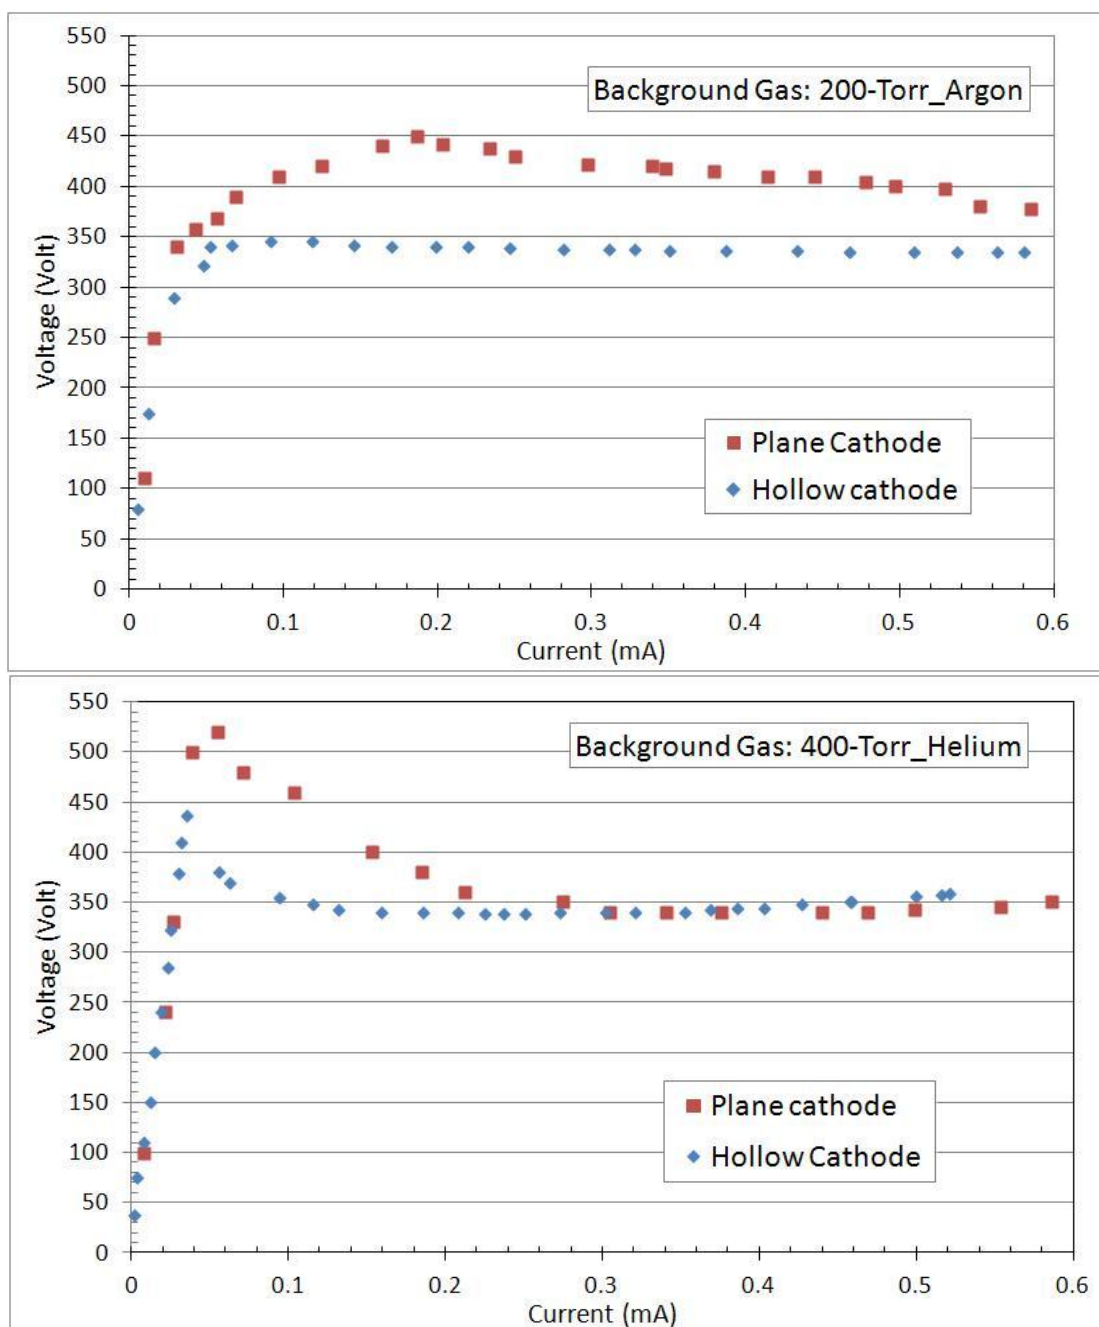 550
500
450
400
350
300
250
200
150
100
50
0
Voltage (Volt)
Background Gas: 200-Torr_Argon
Plane Cathode
Hollow cathode
0 0.1 0.2 0.3 0.4 0.5 0.6
Current (mA)
550
500
450
400
350
300
250
200
150
100
50
0
Voltage (Volt)
Background Gas: 400-Torr_Helium
Plane cathode
Hollow Cathode
0 0.1 0.2 0.3 0.4 0.5 0.6
Current (mA)